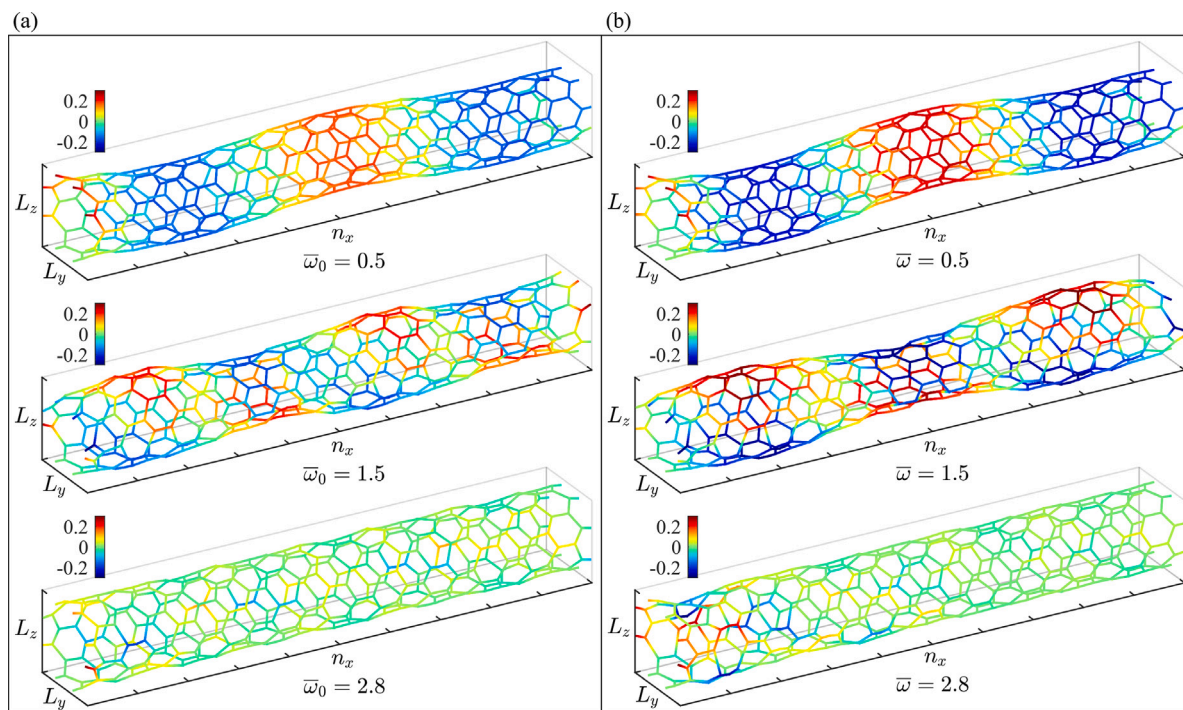 (a)
0.2
0
-0.2
L_z
L_y
n_x
ω̅₀ = 0.5
0.2
0
-0.2
L_z
L_y
n_x
ω̅₀ = 1.5
0.2
0
-0.2
L_z
L_y
n_x
ω̅₀ = 2.8
(b)
0.2
0
-0.2
L_z
L_y
n_x
ω̅ = 0.5
0.2
0
-0.2
L_z
L_y
n_x
ω̅ = 1.5
0.2
0
-0.2
L_z
L_y
n_x
ω̅ = 2.8